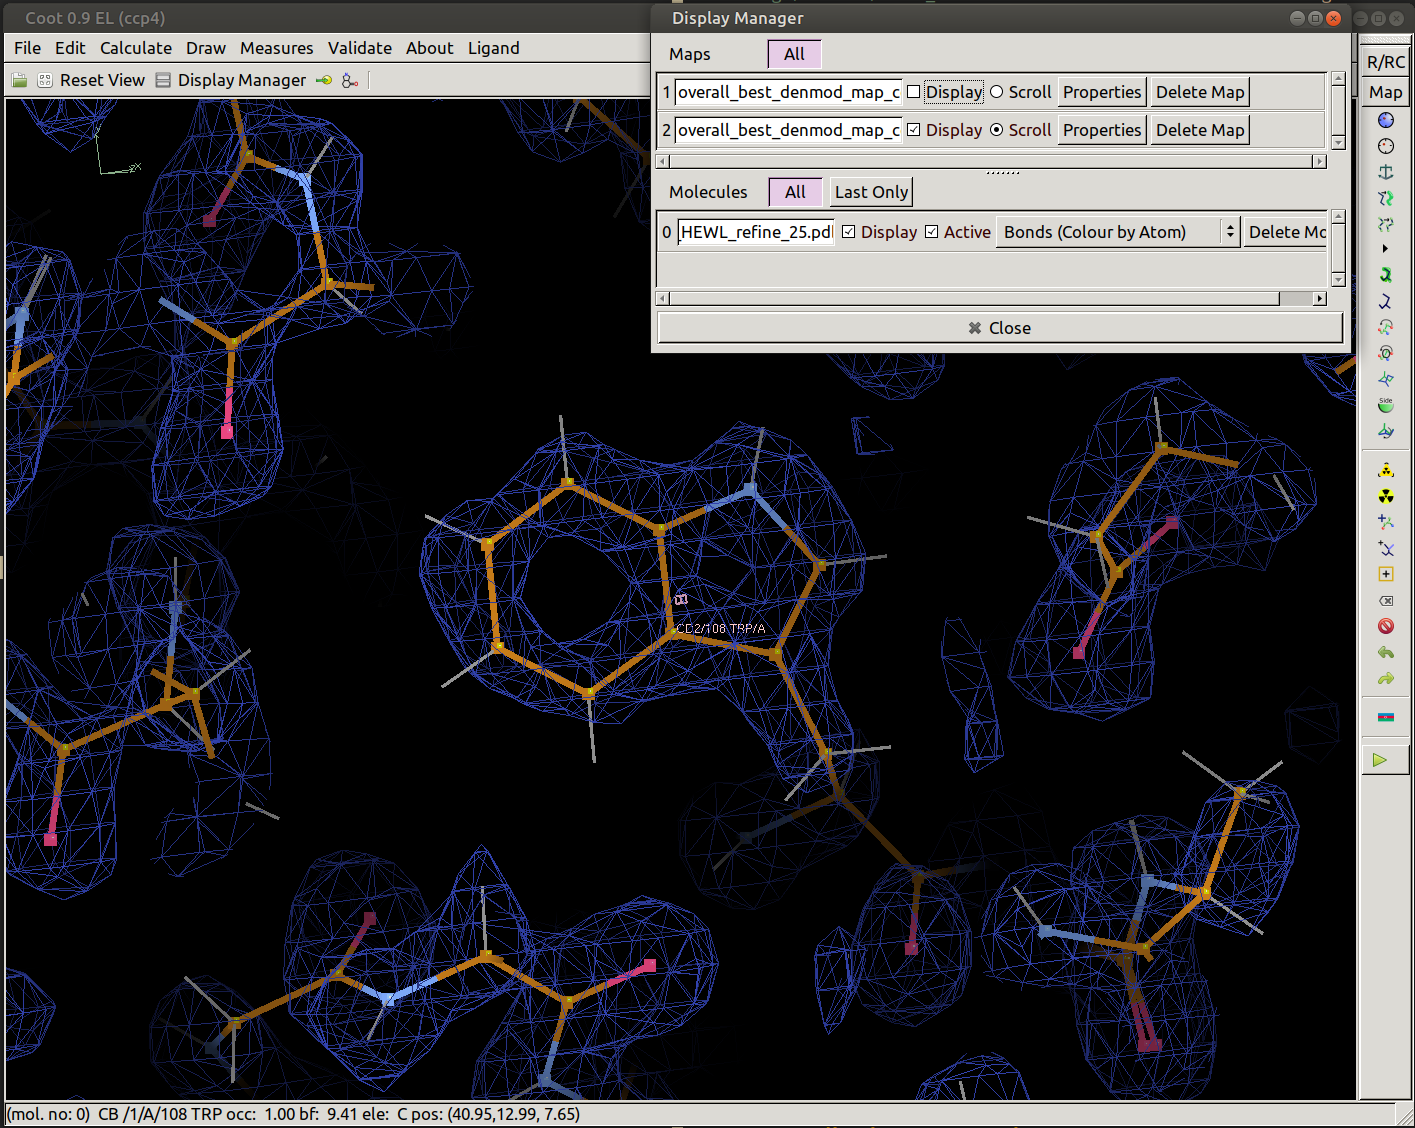 Coot 0.9 EL (ccp4)
File Edit Calculate Draw Measures Validate About Ligand
Reset View Display Manager
Display Manager
Maps All
1 overall_best_denmod_map_c Display Scroll Properties Delete Map
2 overall_best_denmod_map_c Display Scroll Properties Delete Map
Molecules All Last Only
0 _HEWL_refine_25.pdl Display Active Bonds (Colour by Atom) Delete Mo
Close
R/RC
Map
Side
CD2/108 TRP/A
(mol. no: 0) CB /1/A/108 TRP occ: 1.00 bf: 9.41 ele: C pos: (40.95,12.99, 7.65)